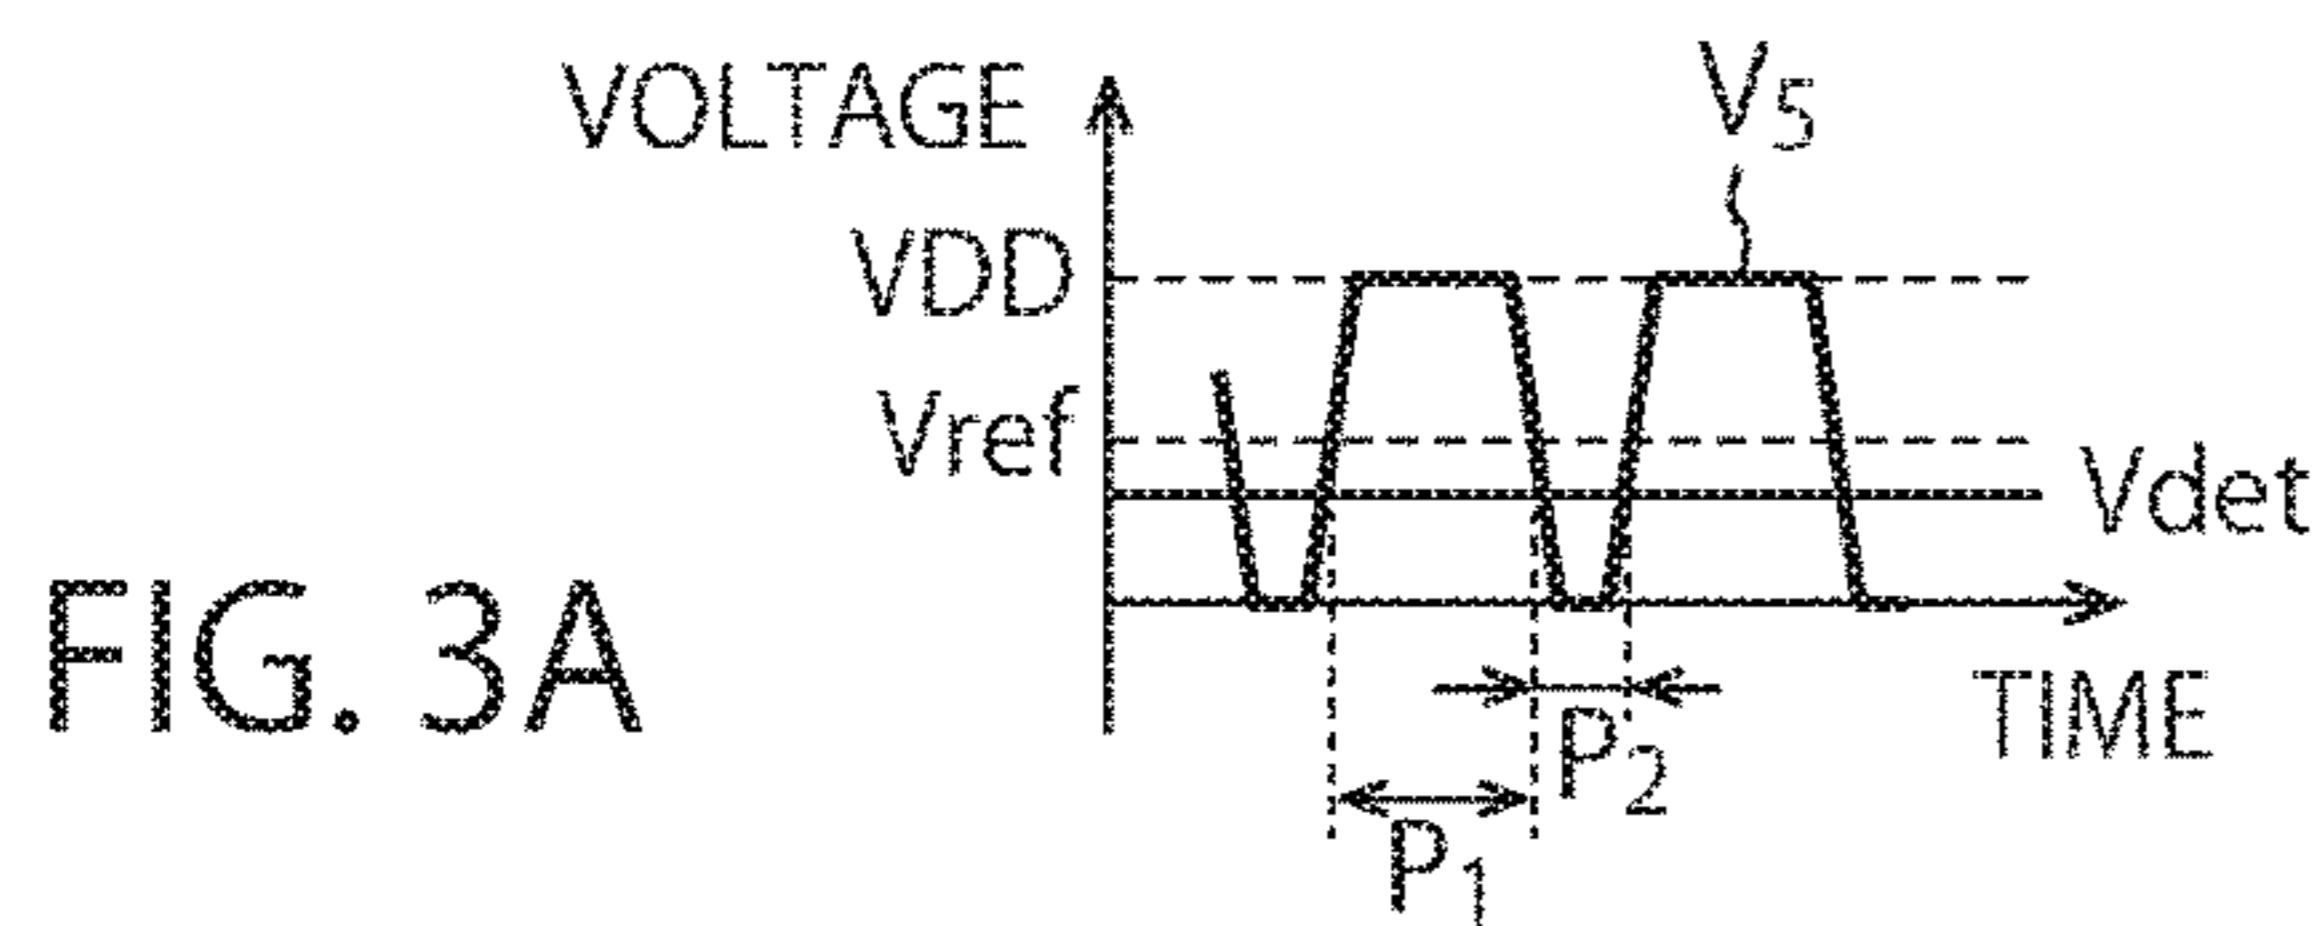 VOLTAGE
V5
VDD
Vref
Vdet
FIG. 3A
TIME
P2
P1